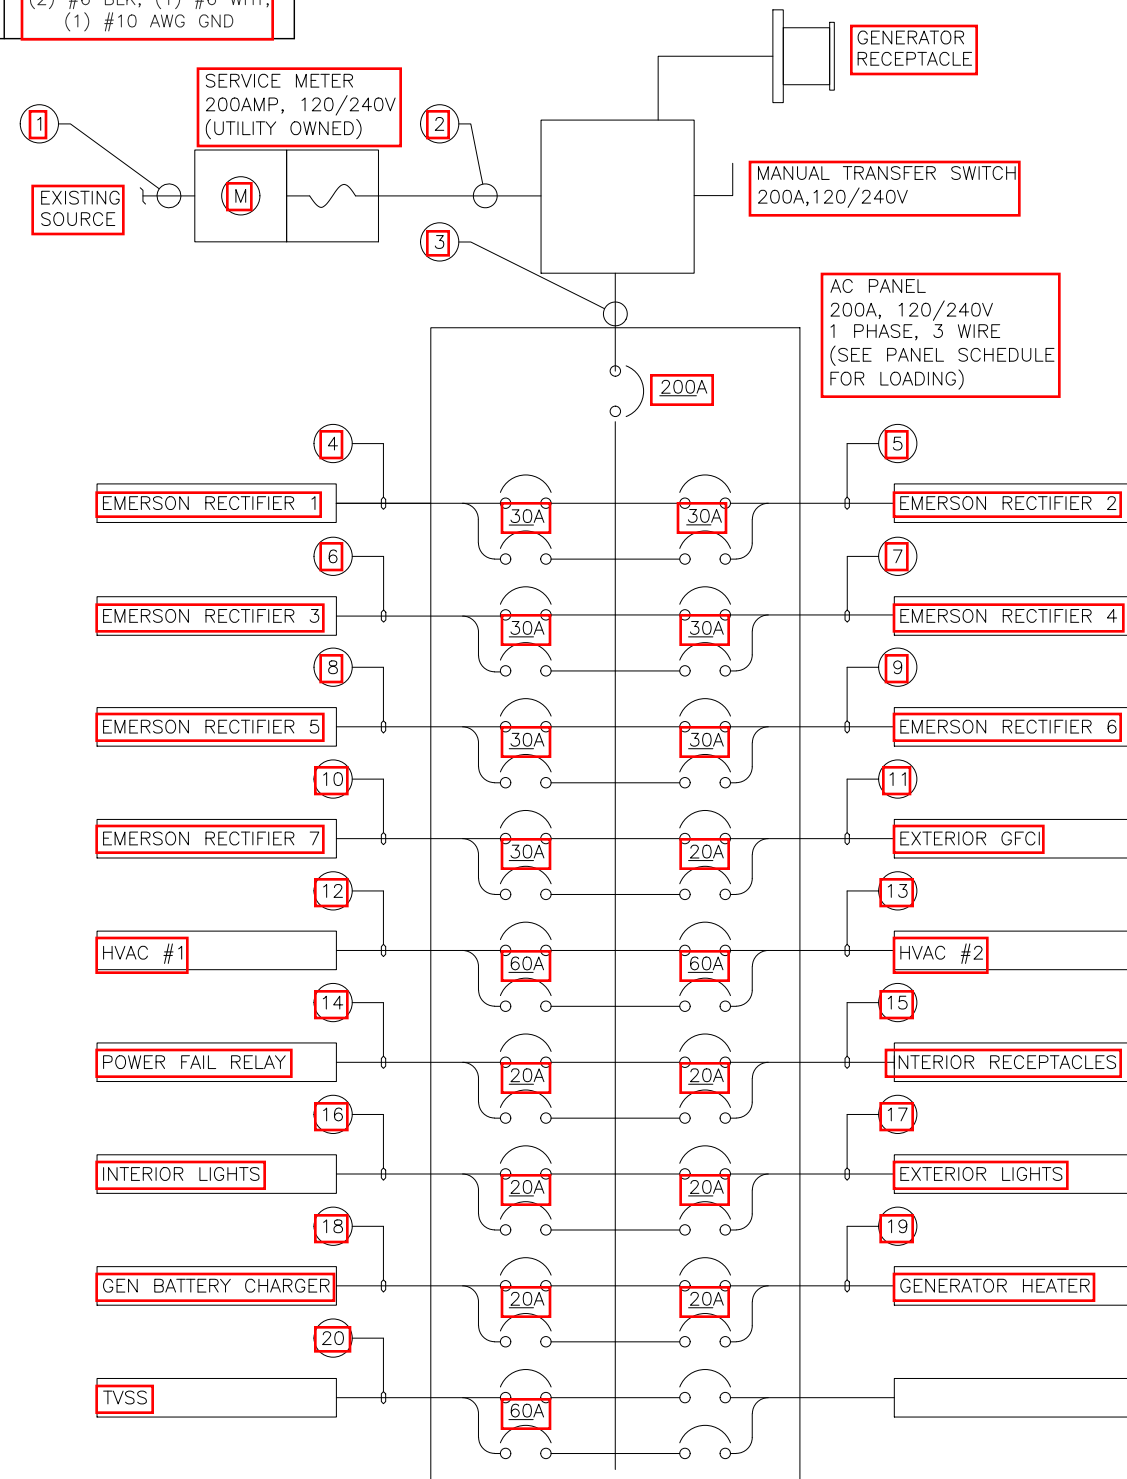 (2) #6 BLK, (1) #6 WHT,
(1) #10 AWG GND
GENERATOR
RECEPTACLE
SERVICE METER
200AMP, 120/240V
(UTILITY OWNED)
1
2
EXISTING
SOURCE
M
MANUAL TRANSFER SWITCH
200A,120/240V
3
AC PANEL
200A, 120/240V
1 PHASE, 3 WIRE
(SEE PANEL SCHEDULE
FOR LOADING)
200A
4
5
EMERSON RECTIFIER 1
30A
30A
EMERSON RECTIFIER 2
6
7
EMERSON RECTIFIER 3
30A
30A
EMERSON RECTIFIER 4
8
9
EMERSON RECTIFIER 5
30A
30A
EMERSON RECTIFIER 6
10
11
EMERSON RECTIFIER 7
30A
20A
EXTERIOR GFCI
12
13
HVAC #1
60A
60A
HVAC #2
14
15
POWER FAIL RELAY
20A
20A
INTERIOR RECEPTACLES
16
17
INTERIOR LIGHTS
20A
20A
EXTERIOR LIGHTS
18
19
GEN BATTERY CHARGER
20A
20A
GENERATOR HEATER
20
TVSS
60A